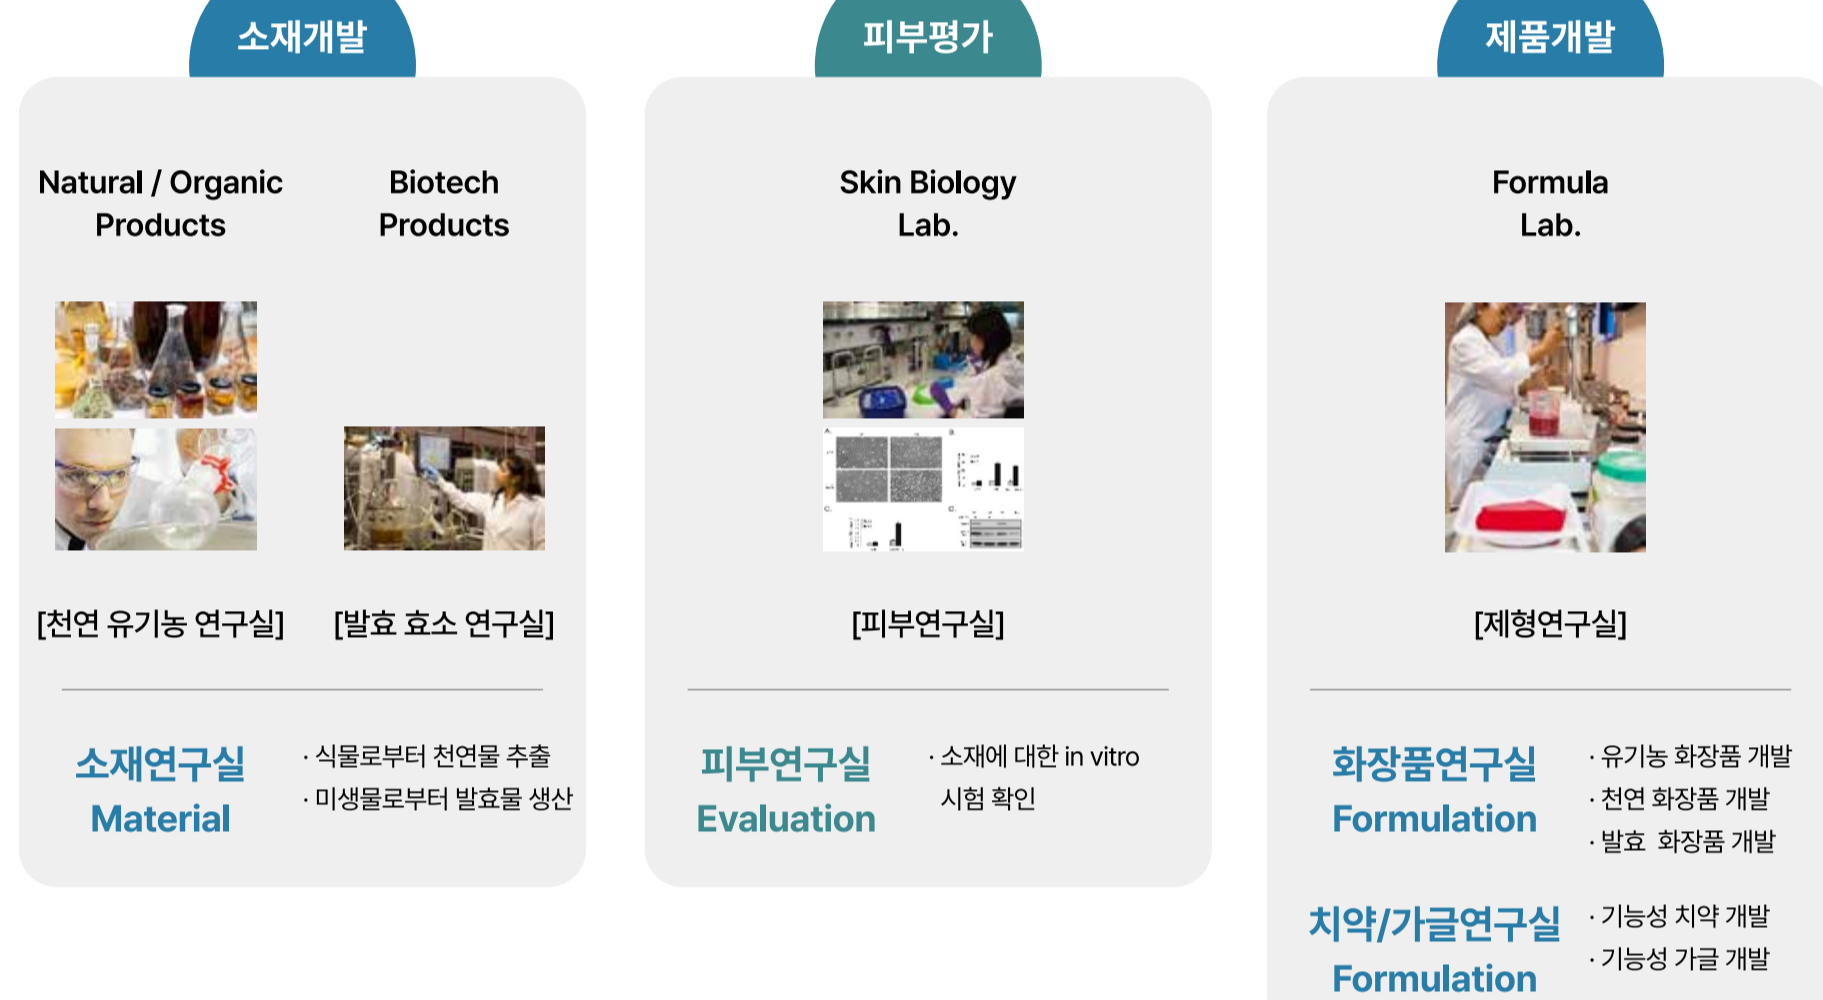 소재개발
Natural / Organic
Products
Biotech
Products
[천연 유기농 연구실]
[발효 효소 연구실]
소재연구실
Material
· 식물로부터 천연물 추출
· 미생물로부터 발효물 생산
피부평가
Skin Biology
Lab.
A.
B.
C.
D.
[피부연구실]
피부연구실
Evaluation
· 소재에 대한 in vitro
시험 확인
제품개발
Formula
Lab.
[제형연구실]
화장품연구실
Formulation
· 유기농 화장품 개발
· 천연 화장품 개발
· 발효 화장품 개발
치약/가글연구실
Formulation
· 기능성 치약 개발
· 기능성 가글 개발